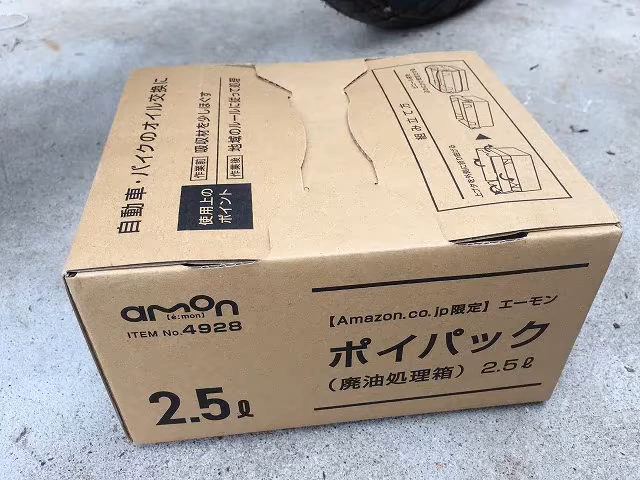 自動車・バイクのオイル交換に
使用上の
ポイント
作業前 吸収材を少しほぐす
作業後 地域のルールに従って処理
組み立て方
amon
[é:mon]
ITEM No.4928
2.5ℓ
【Amazon.co.jp限定】エーモン
ポイパック
(廃油処理箱) 2.5ℓ